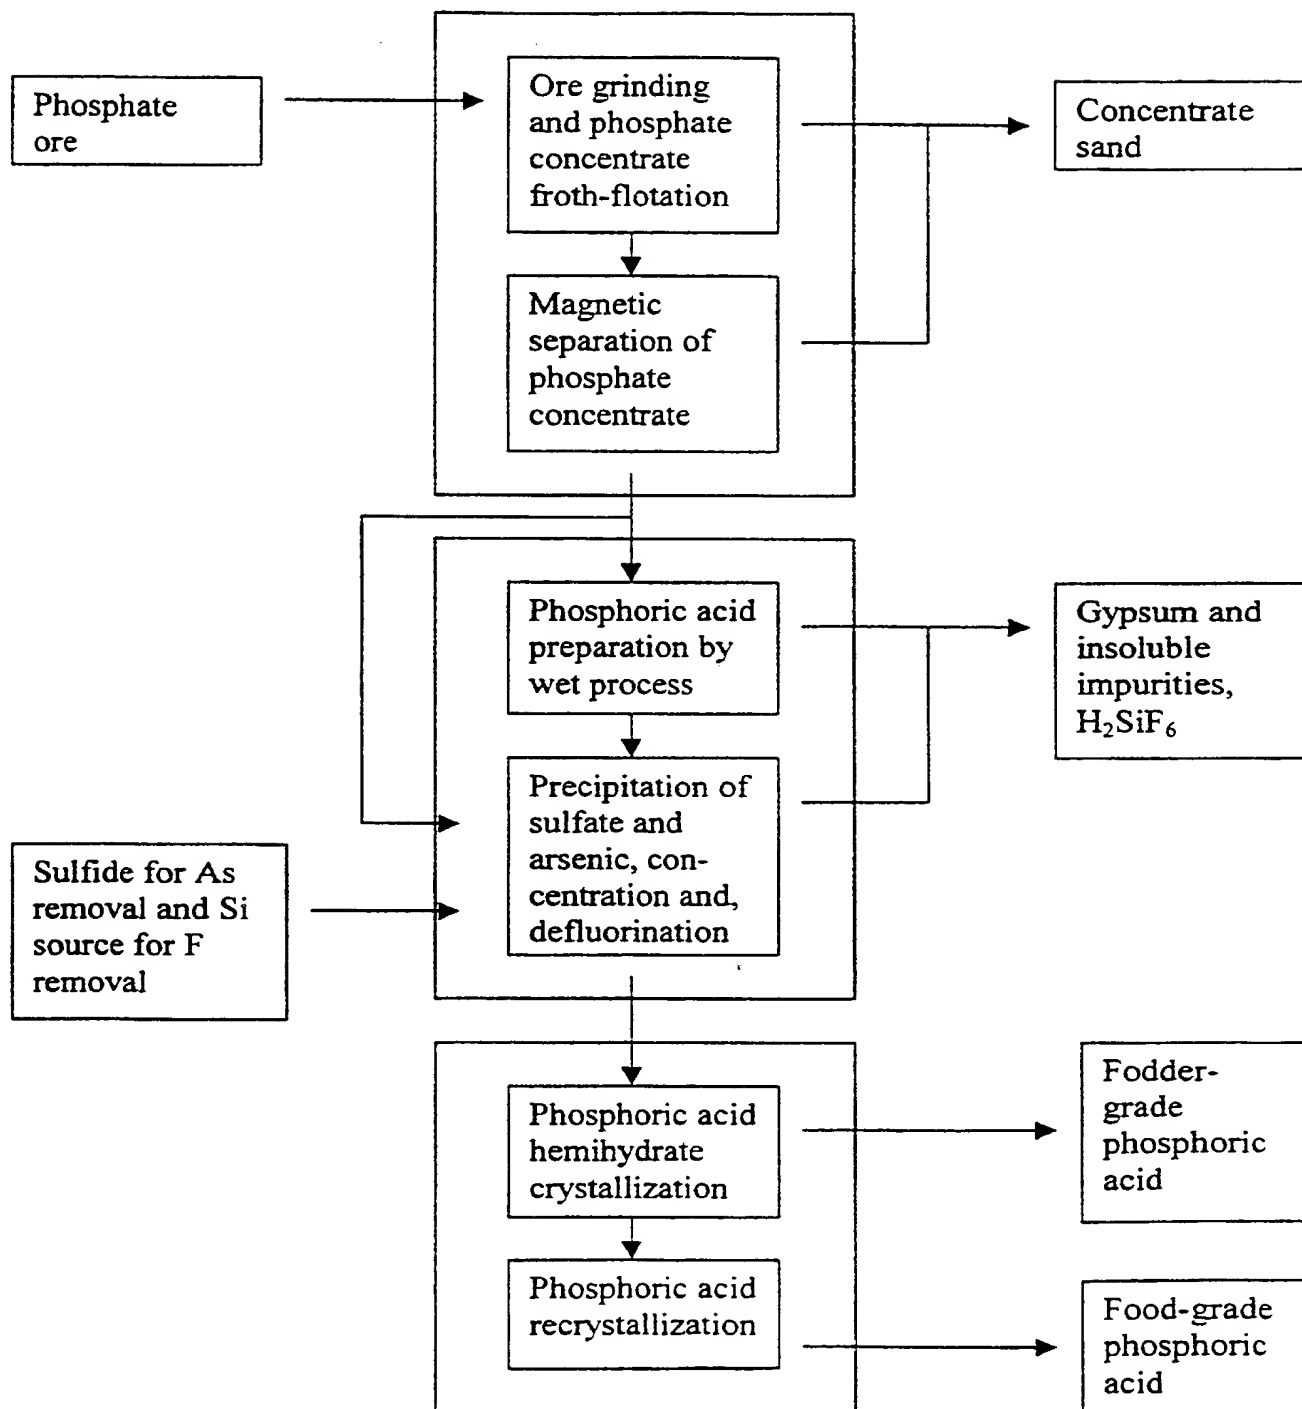 Phosphate
ore
Ore grinding
and phosphate
concentrate
froth-flotation
Concentrate
sand
Magnetic
separation of
phosphate
concentrate
Phosphoric acid
preparation by
wet process
Gypsum and
insoluble
impurities,
H₂SiF₆
Precipitation of
sulfate and
arsenic, con-
centration and,
defluorination
Sulfide for As
removal and Si
source for F
removal
Phosphoric acid
hemihydrate
crystallization
Fodder-
grade
phosphoric
acid
Phosphoric acid
recrystallization
Food-grade
phosphoric
acid